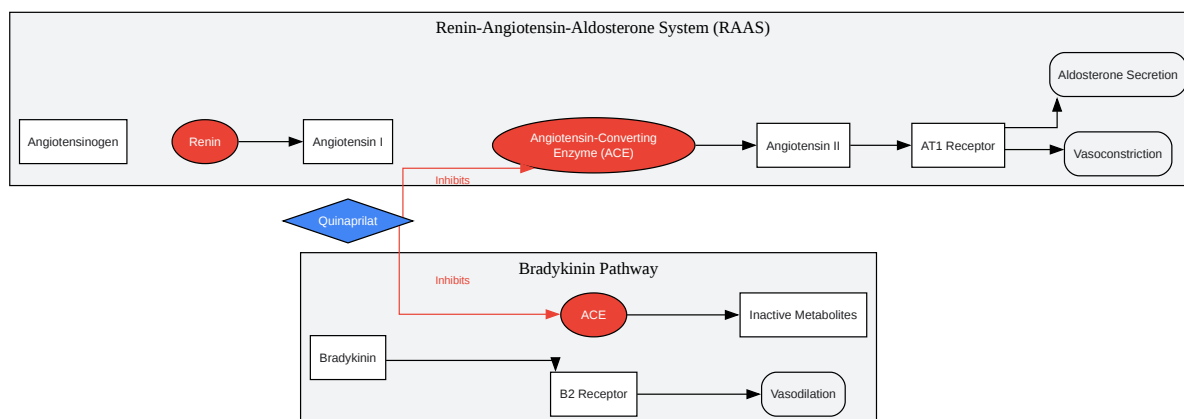 Renin-Angiotensin-Aldosterone System (RAAS)
Aldosterone Secretion
Angiotensinogen
Renin
Angiotensin I
Angiotensin-Converting
Enzyme (ACE)
Angiotensin II
AT1 Receptor
Vasoconstriction
Inhibits
Quinaprilat
Bradykinin Pathway
Inhibits
ACE
Inactive Metabolites
Bradykinin
B2 Receptor
Vasodilation